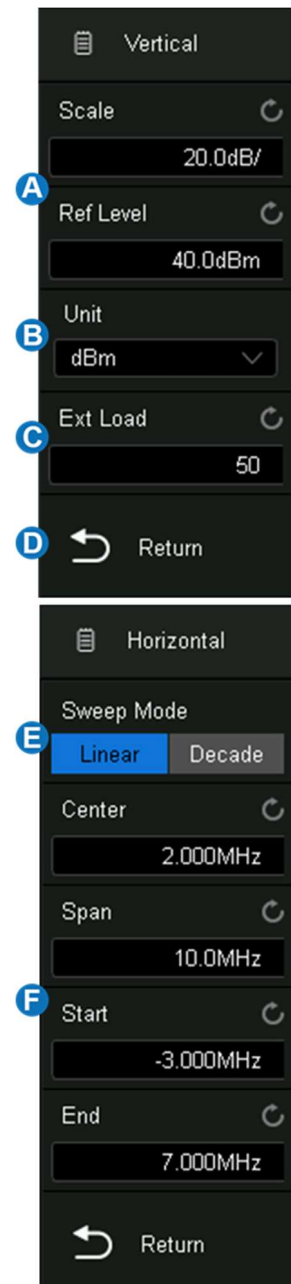 Vertical
Scale
20.0dB/
A
Ref Level
40.0dBm
Unit
B
dBm
Ext Load
C
50
D
Return
Horizontal
Sweep Mode
E
Linear Decade
Center
2.000MHz
Span
10.0MHz
F
Start
-3.000MHz
End
7.000MHz
Return